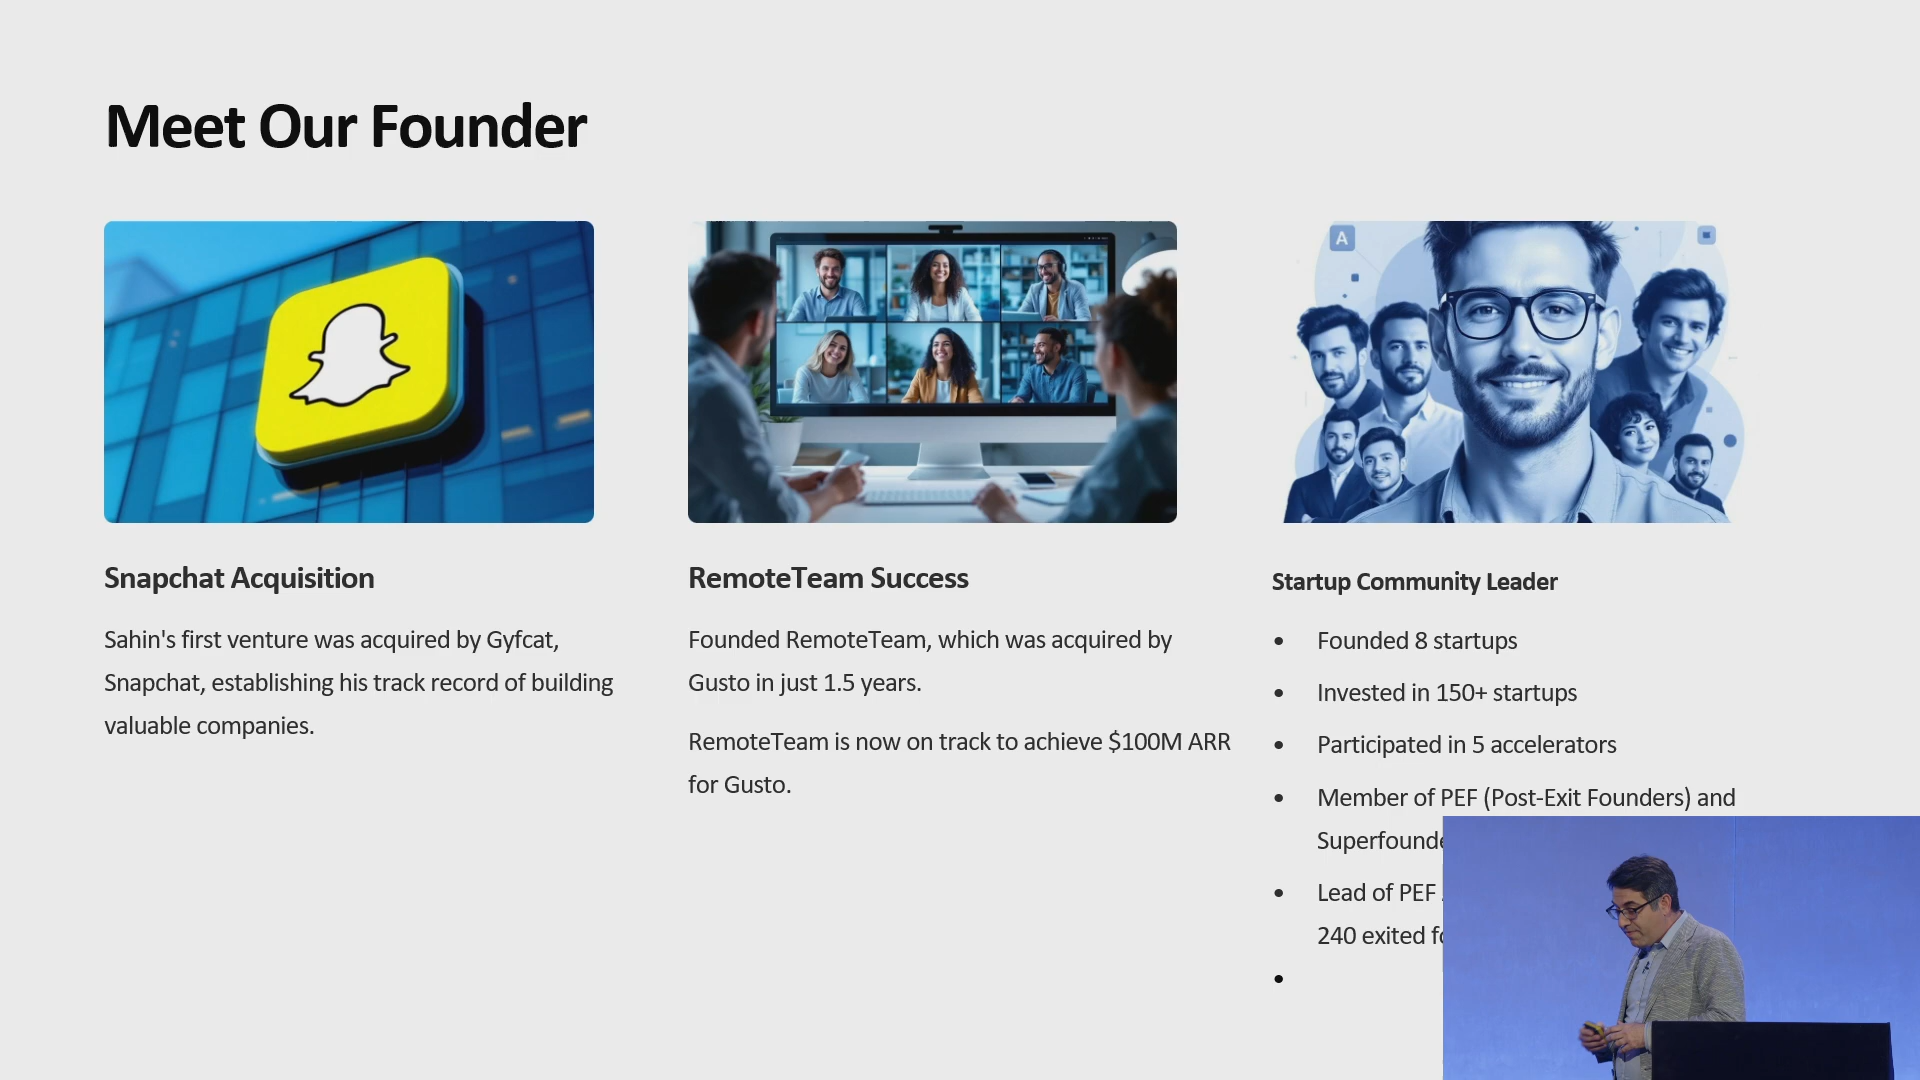 Meet Our Founder
A
Snapchat Acquisition
Sahin's first venture was acquired by Gyfcat,
Snapchat, establishing his track record of building
valuable companies.
RemoteTeam Success
Founded RemoteTeam, which was acquired by
Gusto in just 1.5 years.
RemoteTeam is now on track to achieve $100M ARR
for Gusto.
Startup Community Leader
• Founded 8 startups
• Invested in 150+ startups
• Participated in 5 accelerators
• Member of PEF (Post-Exit Founders) and
• Lead of PEF
240 exited
•